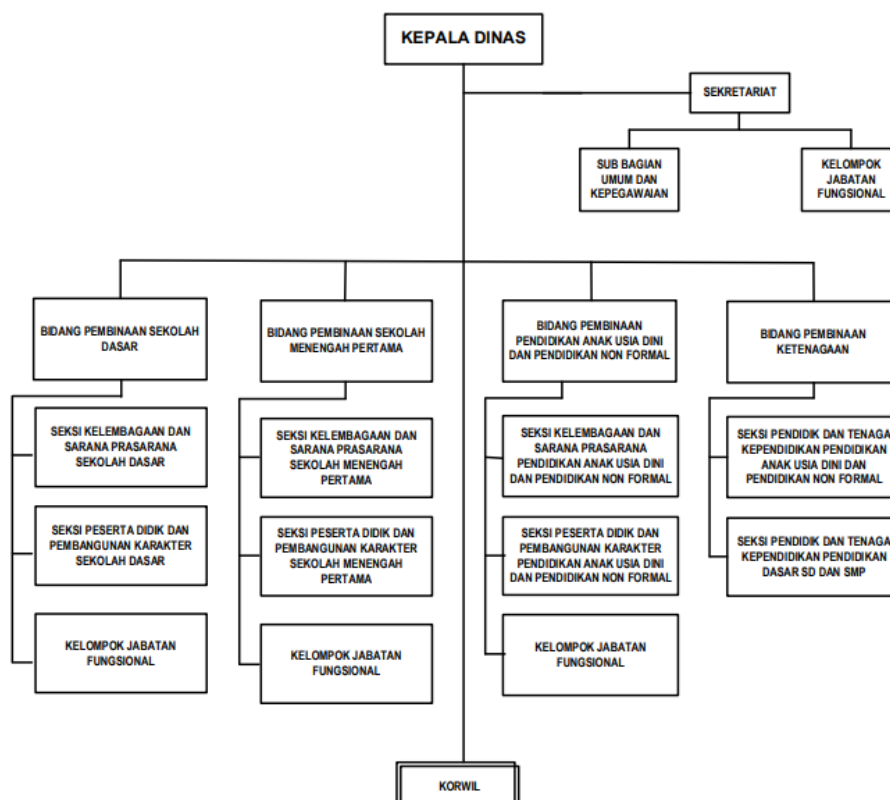 KEPALA DINAS
SEKRETARIAT
SUB BAGIAN
UMUM DAN
KEPEGAWAIAN
KELOMPOK
JABATAN
FUNGSIONAL
BIDANG PEMBINAAN SEKOLAH
DASAR
BIDANG PEMBINAAN SEKOLAH
MENENGAH PERTAMA
BIDANG PEMBINAAN
PENDIDIKAN ANAK USIA DINI
DAN PENDIDIKAN NON FORMAL
BIDANG PEMBINAAN
KETENAGAAN
SEKSI KELEMBAGAAN DAN
SARANA PRASARANA
SEKOLAH DASAR
SEKSI KELEMBAGAAN DAN
SARANA PRASARANA
SEKOLAH MENENGAH
PERTAMA
SEKSI KELEMBAGAAN DAN
SARANA PRASARANA
PENDIDIKAN ANAK USIA DINI
DAN PENDIDIKAN NON FORMAL
SEKSI PENDIDIK DAN TENAGA
KEPENDIDIKAN PENDIDIKAN
ANAK USIA DINI DAN
PENDIDIKAN NON FORMAL
SEKSI PESERTA DIDIK DAN
PEMBANGUNAN KARAKTER
SEKOLAH DASAR
SEKSI PESERTA DIDIK DAN
PEMBANGUNAN KARAKTER
SEKOLAH MENENGAH
PERTAMA
SEKSI PESERTA DIDIK DAN
PEMBANGUNAN KARAKTER
PENDIDIKAN ANAK USIA DINI
DAN PENDIDIKAN NON FORMAL
SEKSI PENDIDIK DAN TENAGA
KEPENDIDIKAN PENDIDIKAN
DASAR SD DAN SMP
KELOMPOK JABATAN
FUNGSIONAL
KELOMPOK JABATAN
FUNGSIONAL
KELOMPOK JABATAN
FUNGSIONAL
KORWIL